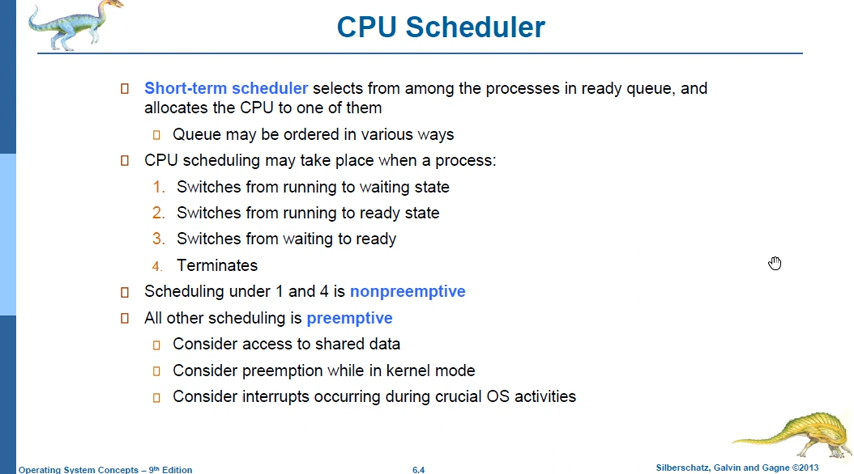 CPU Scheduler
Short-term scheduler selects from among the processes in ready queue, and
allocates the CPU to one of them
Queue may be ordered in various ways
CPU scheduling may take place when a process:
1. Switches from running to waiting state
2. Switches from running to ready state
3. Switches from waiting to ready
4. Terminates
Scheduling under 1 and 4 is nonpreemptive
All other scheduling is preemptive
Consider access to shared data
Consider preemption while in kernel mode
Consider interrupts occurring during crucial OS activities
Operating System Concepts – 9th Edition
6.4
Silberschatz, Galvin and Gagne ©2013